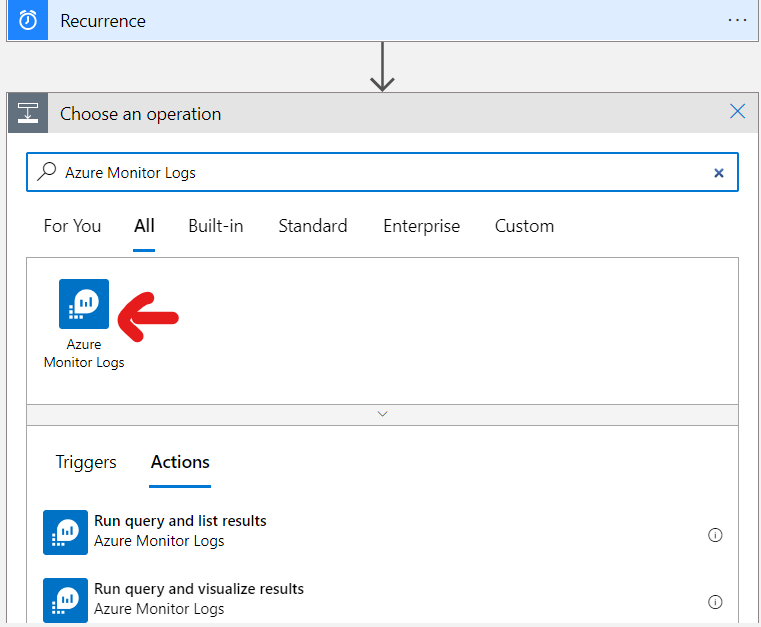 Recurrence
Choose an operation
Azure Monitor Logs
For You All Built-in Standard Enterprise Custom
Azure
Monitor Logs
Triggers Actions
Run query and list results
Azure Monitor Logs
Run query and visualize results
Azure Monitor Logs